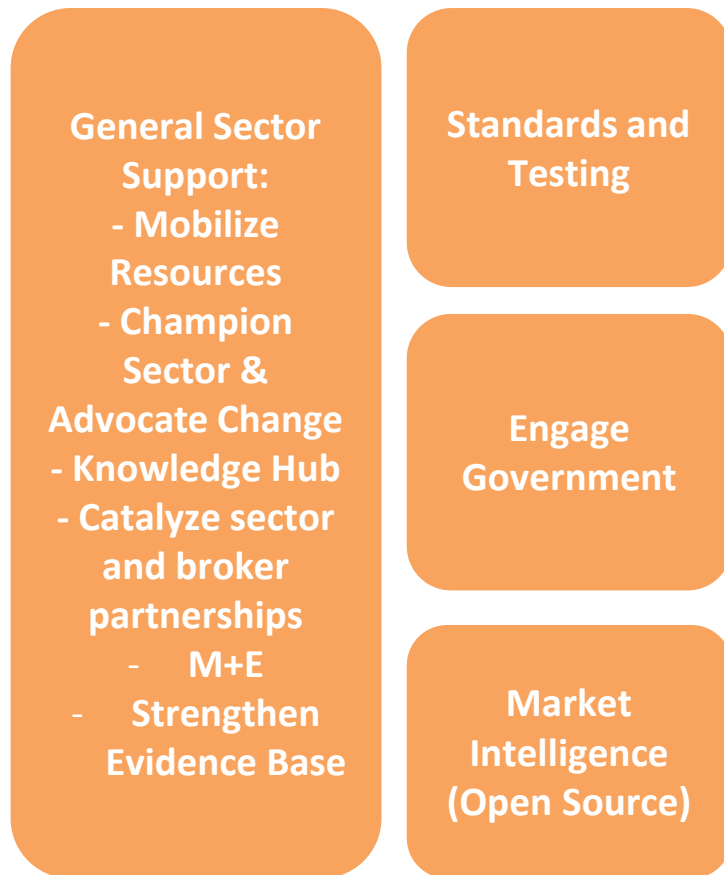 General Sector
Support:
- Mobilize
Resources
- Champion
Sector &
Advocate Change
- Knowledge Hub
- Catalyze sector
and broker
partnerships
- M+E
- Strengthen
Evidence Base
Standards and
Testing
Engage
Government
Market
Intelligence
(Open Source)